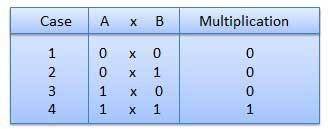 Case A x B Multiplication
1 0 x 0 0
2 0 x 1 0
3 1 x 0 0
4 1 x 1 1